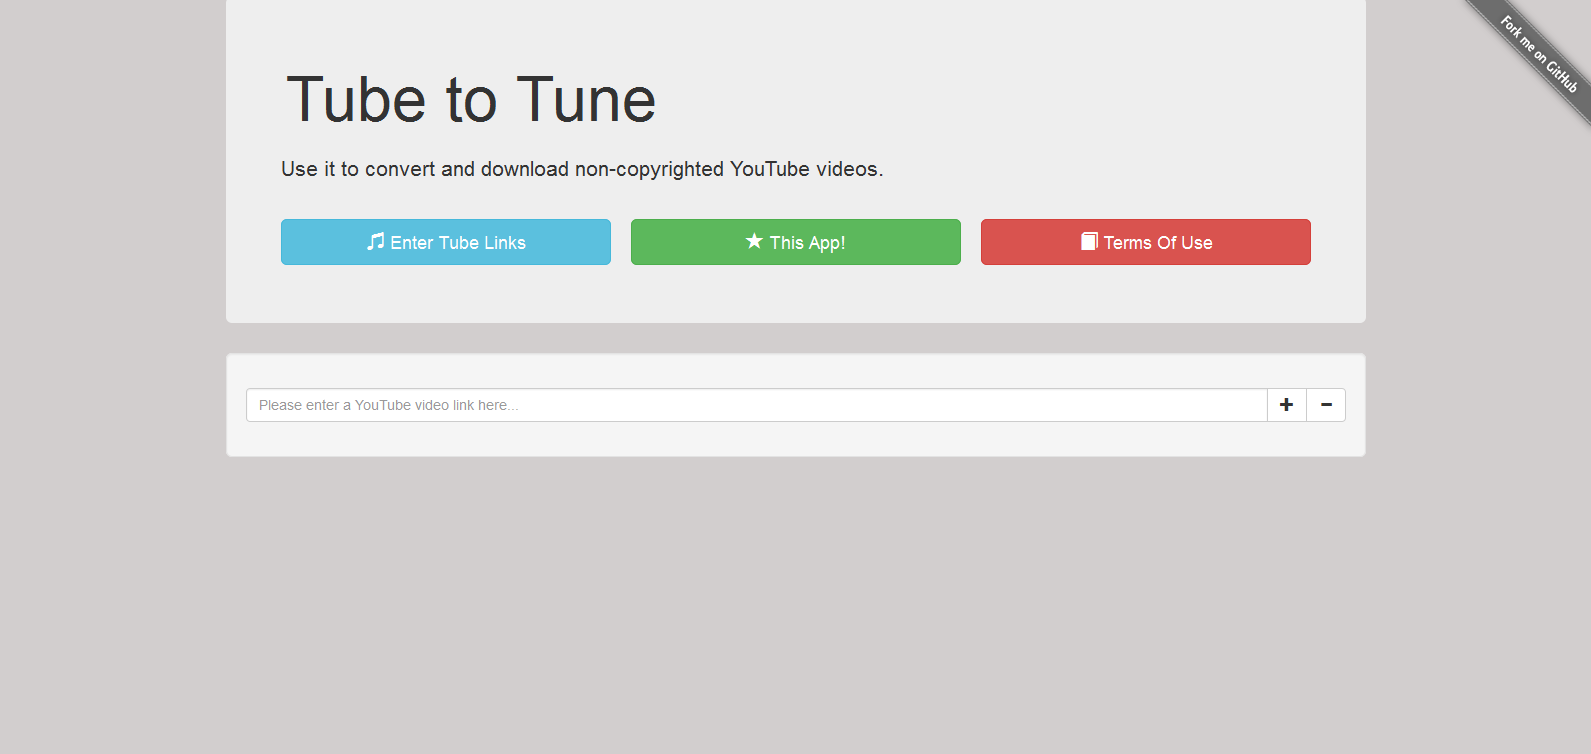 Fork me on GitHub
Tube to Tune
Use it to convert and download non-copyrighted YouTube videos.
Enter Tube Links
This App!
Terms Of Use
Please enter a YouTube video link here...